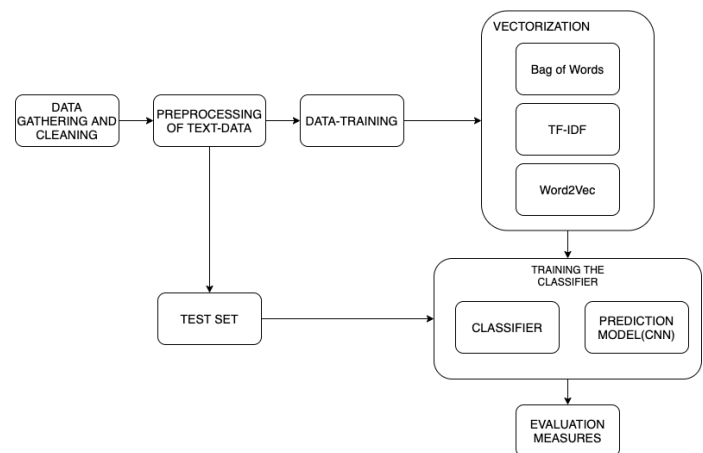 VECTORIZATION
Bag of Words
TF-IDF
Word2Vec
DATA
GATHERING AND
CLEANING
PREPROCESSING
OF TEXT-DATA
DATA-TRAINING
TEST SET
TRAINING THE
CLASSIFIER
CLASSIFIER
PREDICTION
MODEL(CNN)
EVALUATION
MEASURES